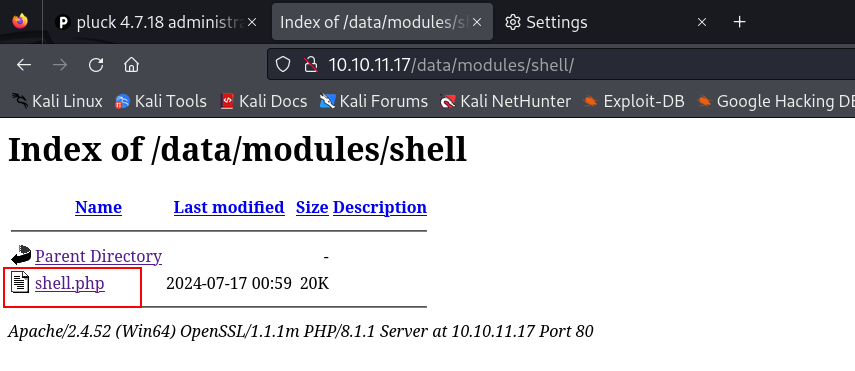 pluck 4.7.18 administra
Index of /data/modules/sh
Settings
10.10.11.17/data/modules/shell/
Kali Linux Kali Tools Kali Docs Kali Forums Kali NetHunter Exploit-DB Google Hacking DB
Index of /data/modules/shell
Name Last modified Size Description
Parent Directory -
shell.php 2024-07-17 00:59 20K
Apache/2.4.52 (Win64) OpenSSL/1.1.1m PHP/8.1.1 Server at 10.10.11.17 Port 80